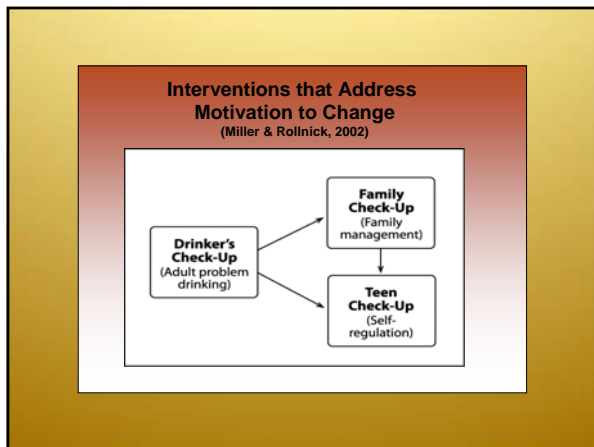 Interventions that Address
Motivation to Change
(Miller & Rollnick, 2002)
Drinker's
Check-Up
(Adult problem
drinking)
Family
Check-Up
(Family
management)
Teen
Check-Up
(Self-
regulation)